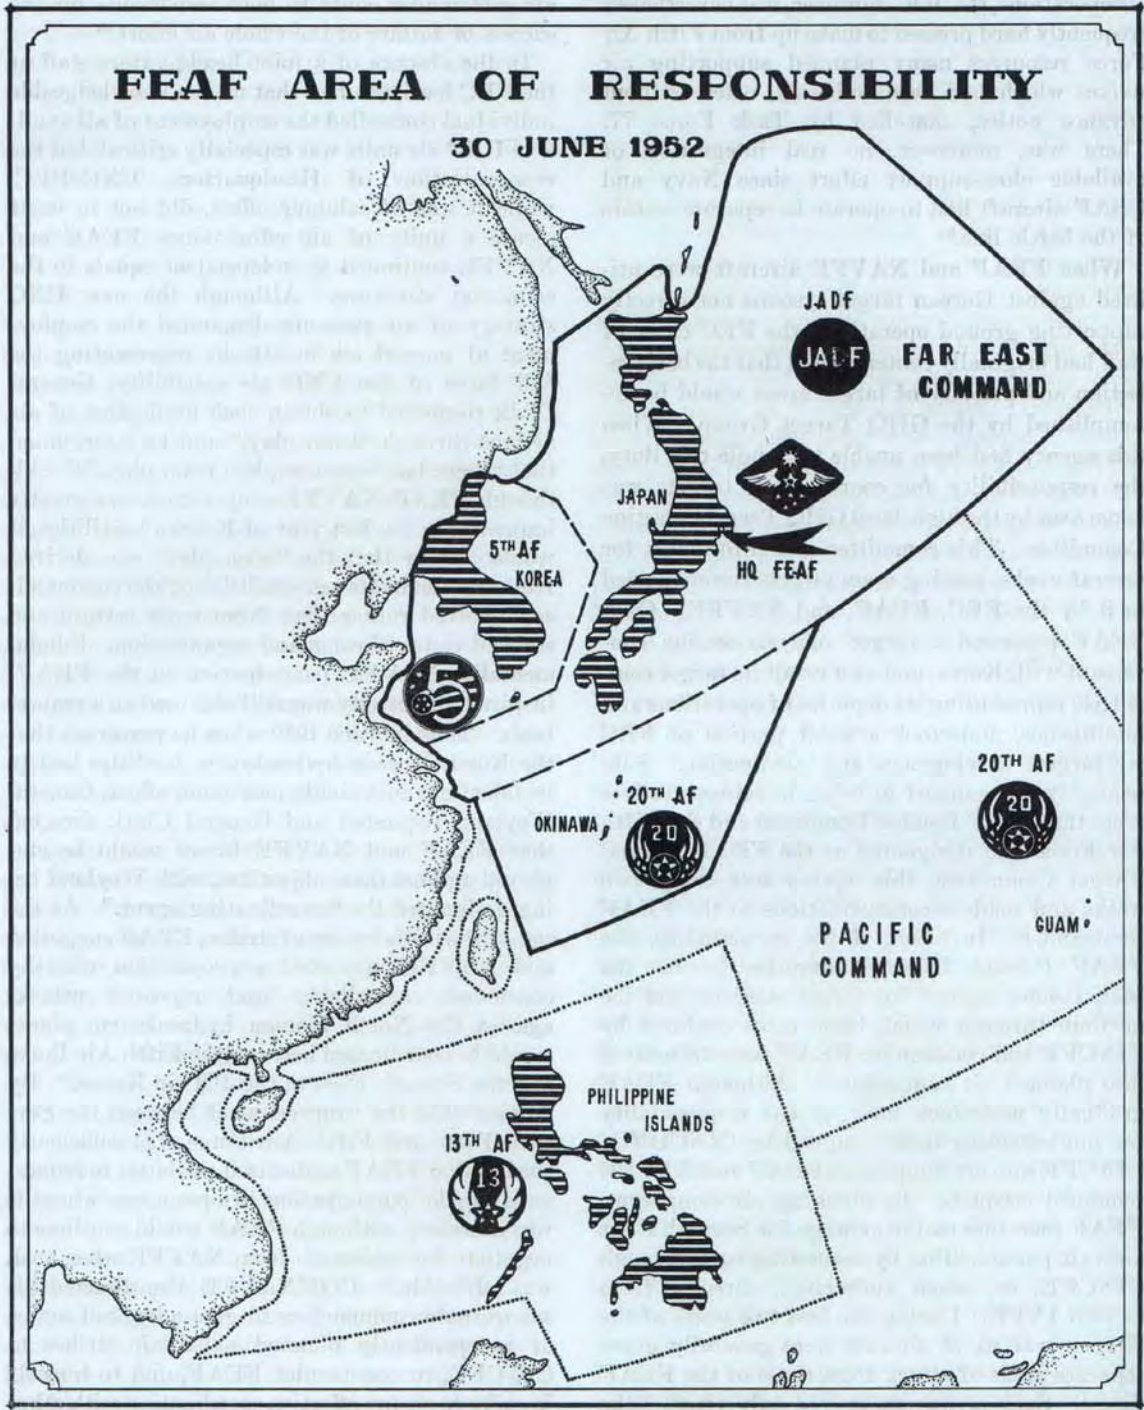 FEAF AREA OF RESPONSIBILITY
30 JUNE 1952
JADF
JADF
FAR EAST
COMMAND
JAPAN
5TH AF
KOREA
HQ FEAF
5
20TH AF
20TH AF
OKINAWA
20
20
GUAM
PACIFIC
COMMAND
PHILIPPINE
ISLANDS
13TH AF
13